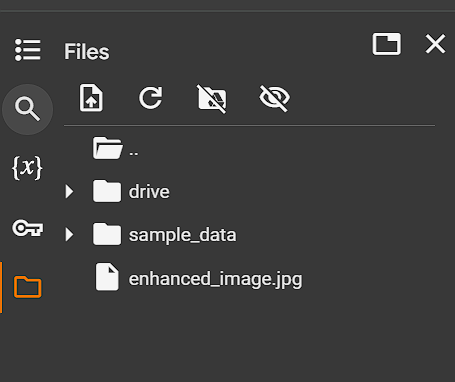 Files
{x}
..
drive
sample_data
enhanced_image.jpg